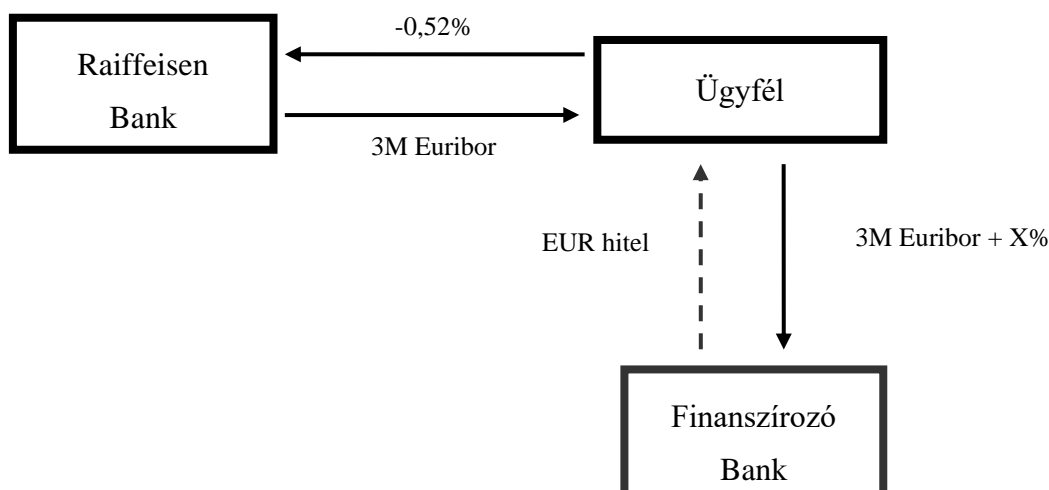 -0,52%
Raiffeisen
Bank
Ügyfél
3M Euribor
EUR hitel
3M Euribor + X%
Finanszírozó
Bank